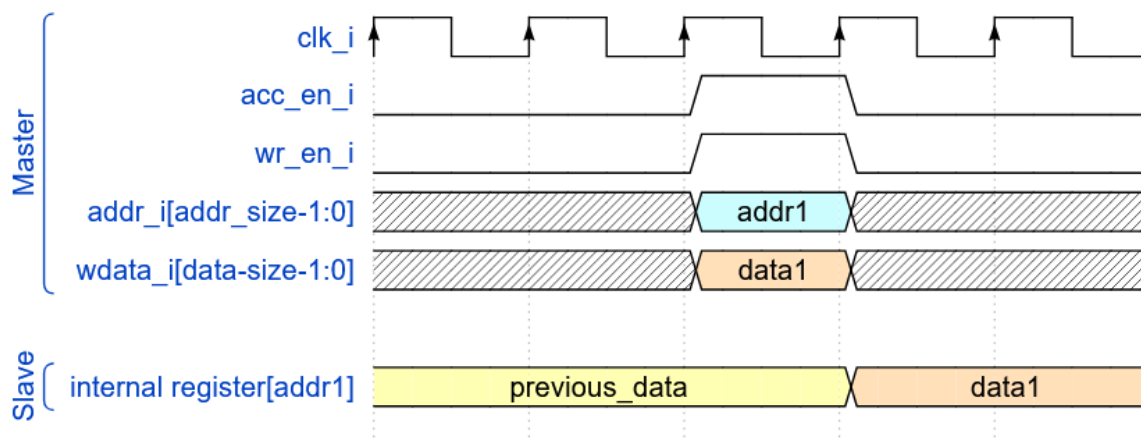 Master
clk_i
acc_en_i
wr_en_i
addr_i[addr_size-1:0] addr1
wdata_i[data-size-1:0] data1
Slave
internal register[addr1] previous_data data1